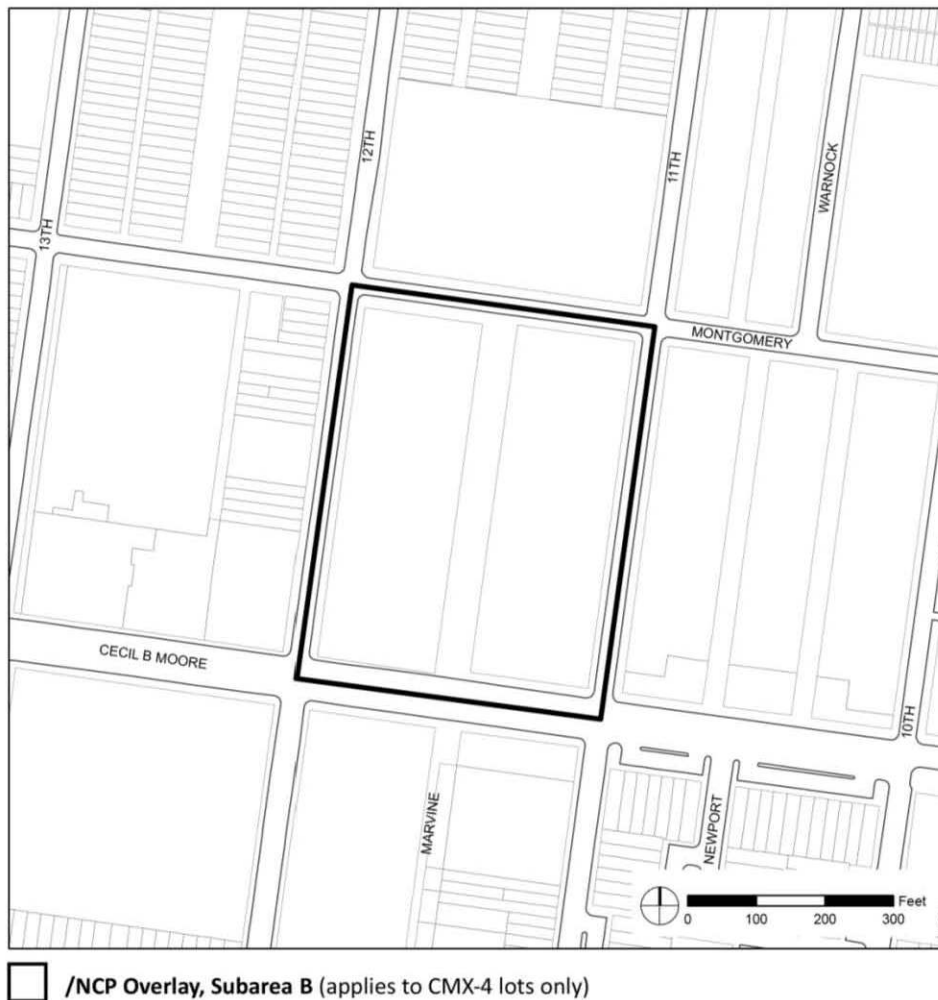 12TH
11TH
WARNOCK
13TH
MONTGOMERY
CECIL B MOORE
10TH
MARVINE
NEWPORT
Feet
0 100 200 300
/NCP Overlay, Subarea B (applies to CMX-4 lots only)